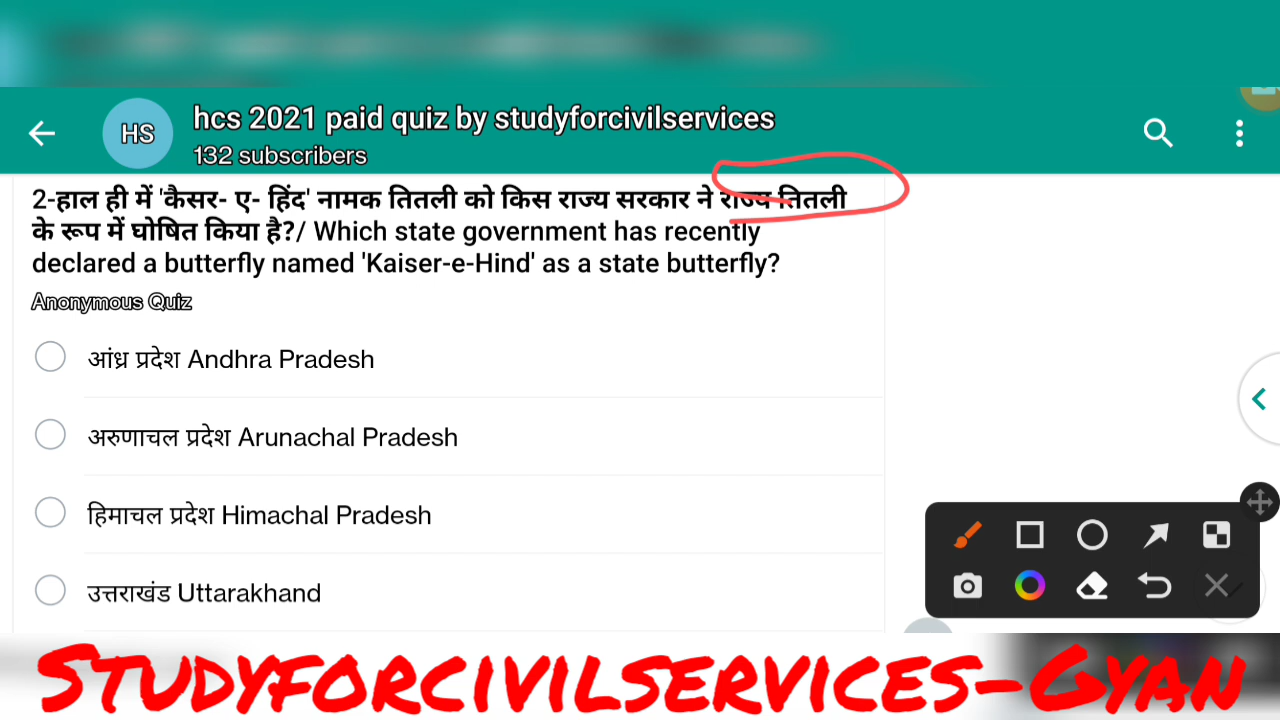 HS
hcs 2021 paid quiz by studyforcivilservices
132 subscribers
2-हाल ही में 'कैसर- ए- हिंद' नामक तितली को किस राज्य सरकार ने राज्य तितली
के रूप में घोषित किया है?/ Which state government has recently
declared a butterfly named 'Kaiser-e-Hind' as a state butterfly?
Anonymous Quiz
आंध्र प्रदेश Andhra Pradesh
अरुणाचल प्रदेश Arunachal Pradesh
हिमाचल प्रदेश Himachal Pradesh
उत्तराखंड Uttarakhand
Studyforcivilservices-Gyan